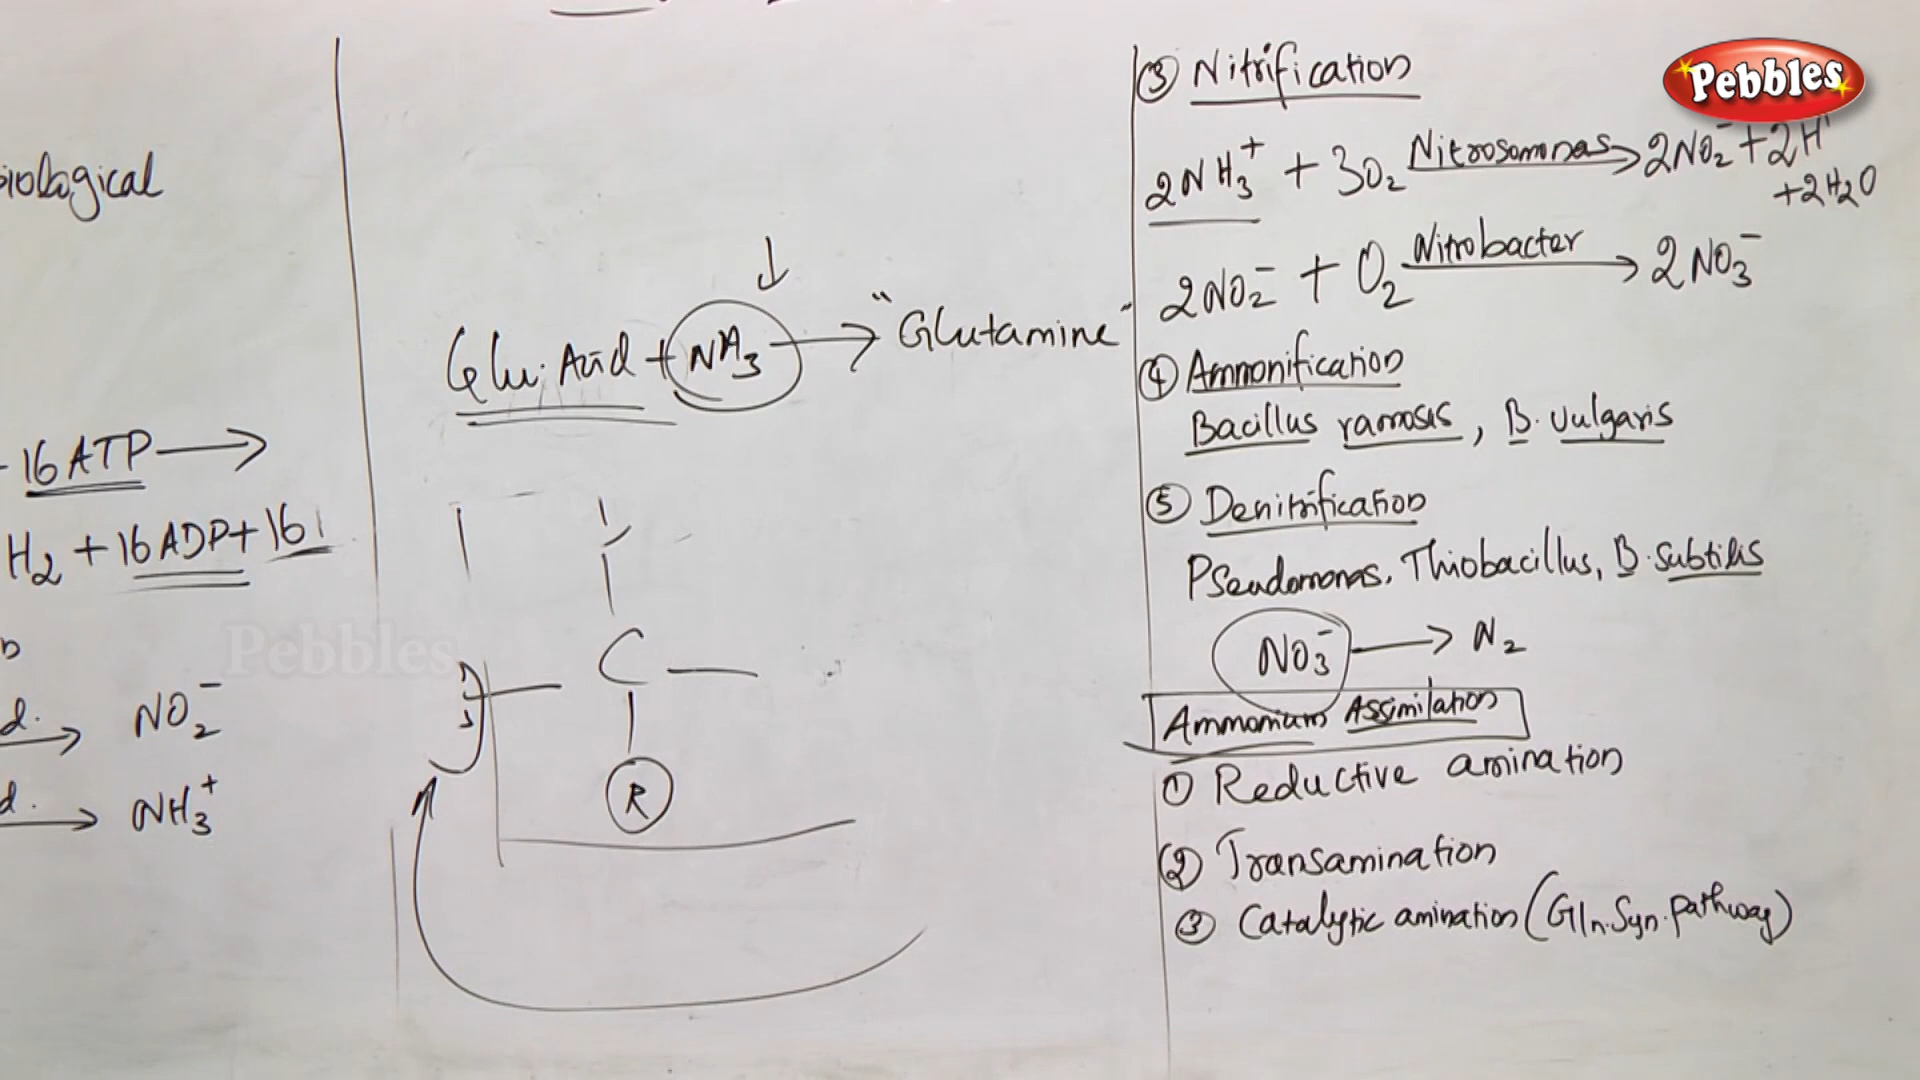 iological
16ATP →
H2 + 16ADP + 16
d. → NO2⁻
d. → NH3⁺
Glu. Acid + NH3 → "Glutamine"
C
R
③ Nitrification
2NH3⁺ + 3O2 Nitrosomonas → 2NO2⁻ + 2H⁺
+2H2O
2NO2⁻ + O2 Nitrobacter → 2NO3⁻
④ Ammonification
Bacillus ramosis, B. vulgaris
⑤ Denitrification
Pseudomonas, Thiobacillus, B. subtilis
NO3⁻ → N2
Ammonium Assimilation
① Reductive amination
② Transamination
③ Catalytic amination (Gln. Syn. pathway)
Pebbles
Pebbles